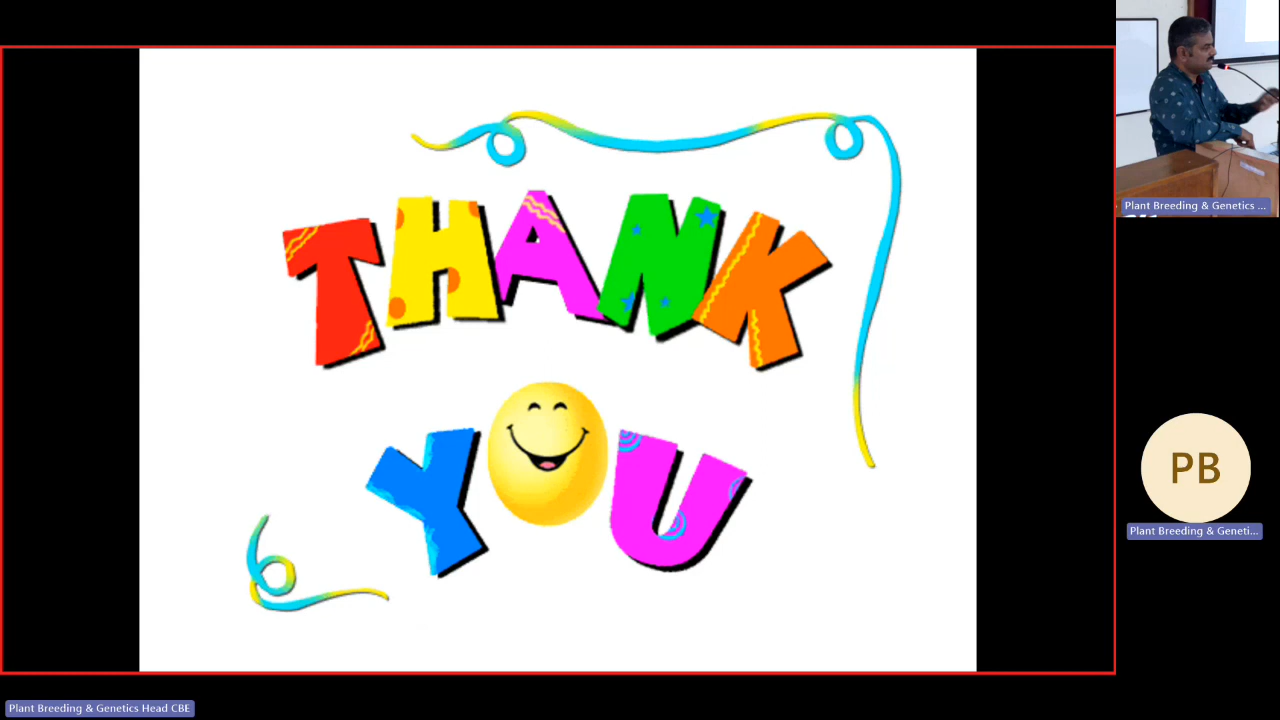 THANK
YOU
Plant Breeding & Genetics ...
PB
Plant Breeding & Geneti...
Plant Breeding & Genetics Head CBE